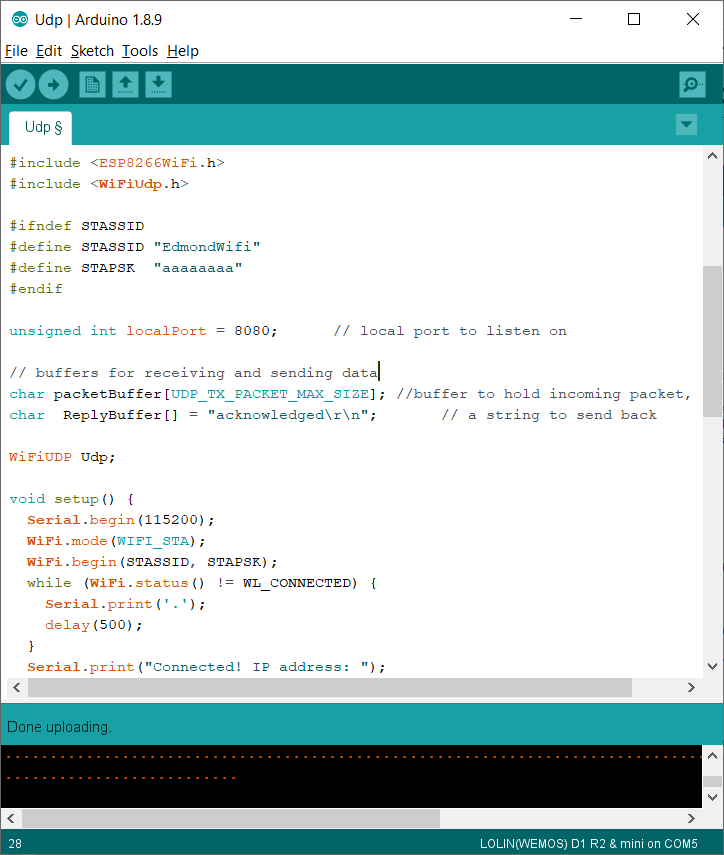 Udp | Arduino 1.8.9
File Edit Sketch Tools Help
Udp §
#include <ESP8266WiFi.h>
#include <WiFiUdp.h>
#ifndef STASSID
#define STASSID "EdmondWifi"
#define STAPSK  "aaaaaaaa"
#endif
unsigned int localPort = 8080;      // local port to listen on
// buffers for receiving and sending data
char packetBuffer[UDP_TX_PACKET_MAX_SIZE]; //buffer to hold incoming packet,
char  ReplyBuffer[] = "acknowledged\r\n";       // a string to send back
WiFiUDP Udp;
void setup() {
  Serial.begin(115200);
  WiFi.mode(WIFI_STA);
  WiFi.begin(STASSID, STAPSK);
  while (WiFi.status() != WL_CONNECTED) {
    Serial.print('.');
    delay(500);
  }
  Serial.print("Connected! IP address: ");
Done uploading.
................................................................................
..........................
28 LOLIN(WEMOS) D1 R2 & mini on COM5